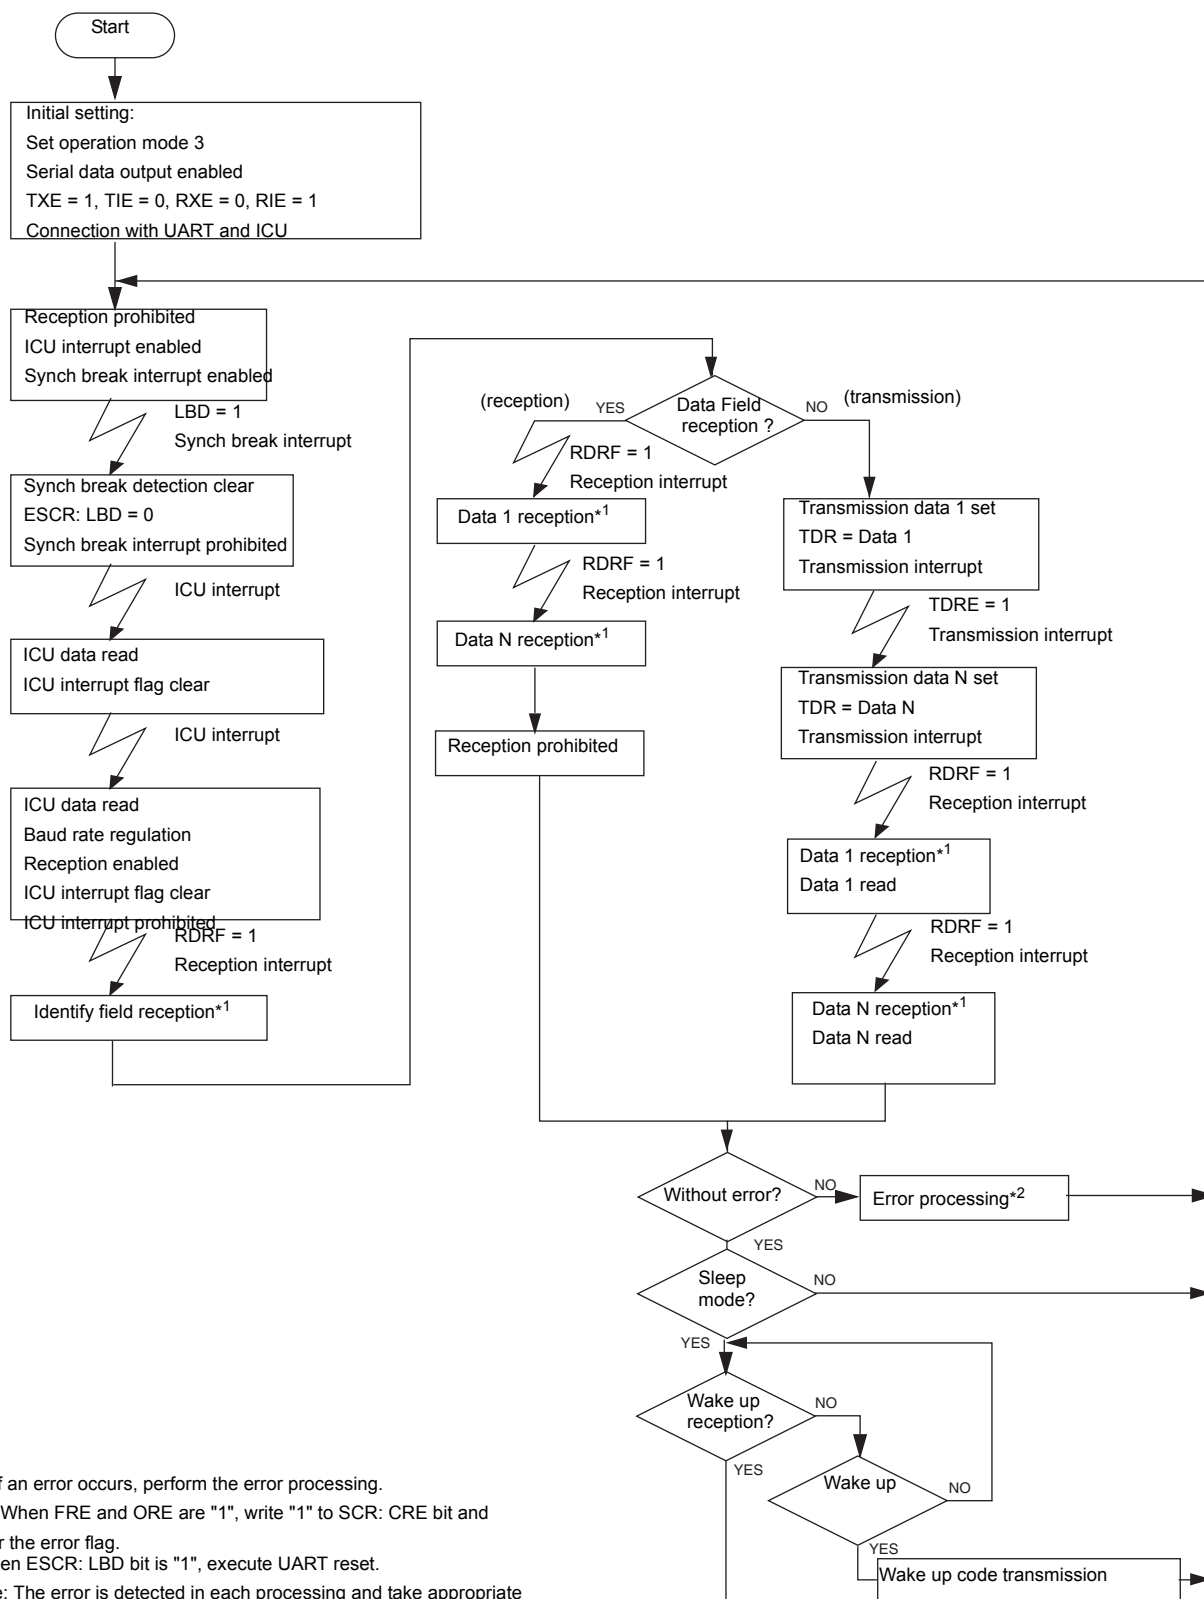 Start
Initial setting:
Set operation mode 3
Serial data output enabled
TXE = 1, TIE = 0, RXE = 0, RIE = 1
Connection with UART and ICU
Reception prohibited
ICU interrupt enabled
Synch break interrupt enabled
LBD = 1
Synch break interrupt
Synch break detection clear
ESCR: LBD = 0
Synch break interrupt prohibited
ICU interrupt
ICU data read
ICU interrupt flag clear
ICU interrupt
ICU data read
Baud rate regulation
Reception enabled
ICU interrupt flag clear
ICU interrupt prohibited
RDRF = 1
Reception interrupt
Identify field reception*1
Data Field
reception ?
(reception)
YES
NO
(transmission)
RDRF = 1
Reception interrupt
Data 1 reception*1
RDRF = 1
Reception interrupt
Data N reception*1
Reception prohibited
Transmission data 1 set
TDR = Data 1
Transmission interrupt
TDRE = 1
Transmission interrupt
Transmission data N set
TDR = Data N
Transmission interrupt
RDRF = 1
Reception interrupt
Data 1 reception*1
Data 1 read
RDRF = 1
Reception interrupt
Data N reception*1
Data N read
Without error?
NO
Error processing*2
YES
Sleep
mode?
NO
YES
Wake up
reception?
NO
YES
Wake up
NO
YES
Wake up code transmission
f an error occurs, perform the error processing.
When FRE and ORE are "1", write "1" to SCR: CRE bit and
r the error flag.
en ESCR: LBD bit is "1", execute UART reset.
e: The error is detected in each processing and take appropriate